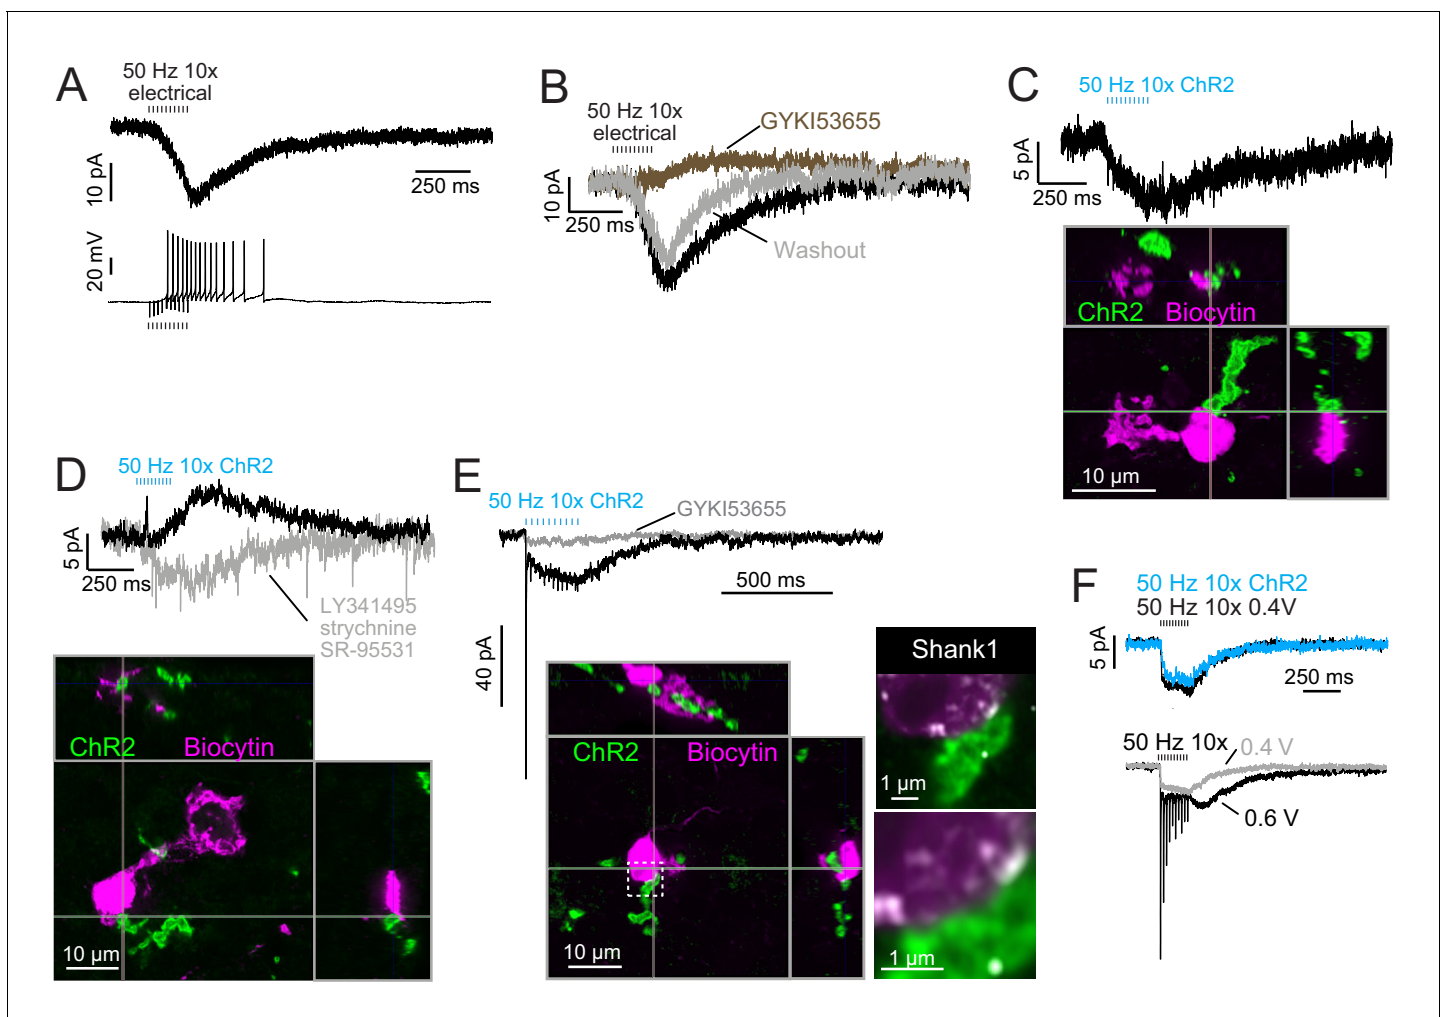 A
50 Hz 10x
electrical
10 pA
250 ms
20 mV
B
50 Hz 10x
electrical
GYKI53655
10 pA
250 ms
Washout
C
50 Hz 10x ChR2
5 pA
250 ms
ChR2 Biocytin
10 µm
D
50 Hz 10x ChR2
5 pA
250 ms
LY341495
strychnine
SR-95531
ChR2 Biocytin
10 µm
E
50 Hz 10x ChR2
GYKI53655
500 ms
40 pA
ChR2 Biocytin
10 µm
Shank1
1 µm
1 µm
F
50 Hz 10x ChR2
50 Hz 10x 0.4V
5 pA
250 ms
50 Hz 10x
0.4 V
0.6 V